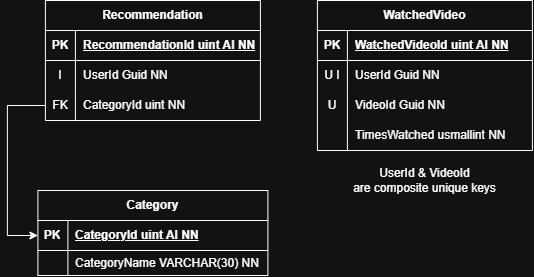 Recommendation
PK RecommendationId uint AI NN
I UserId Guid NN
FK CategoryId uint NN
WatchedVideo
PK WatchedVideoId uint AI NN
U I UserId Guid NN
U VideoId Guid NN
TimesWatched usmallint NN
UserId & VideoId
are composite unique keys
Category
PK CategoryId uint AI NN
CategoryName VARCHAR(30) NN